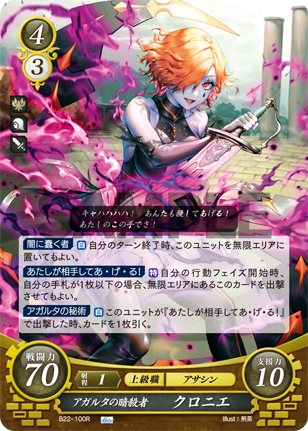 4
3
キャハハハハ！ あんたも殺してあげる！
あたしのこの手でさ！
闇に蠢く者 自 自分のターン終了時、このユニットを無限エリアに
置いてもよい。
あたしが相手してあ・げ・る！ 特 自分の行動フェイズ開始時、
自分の手札が1枚以下の場合、無限エリアにあるこのカードを出撃
させてもよい。
アガルタの秘術 自 このユニットが『あたしが相手してあ・げ・る！』
で出撃した時、カードを1枚引く。
戦闘力
70
射程 1
上級職
アサシン
支援力
10
アガルタの暗殺者 クロニエ
B22-100R
Illust：煎茶